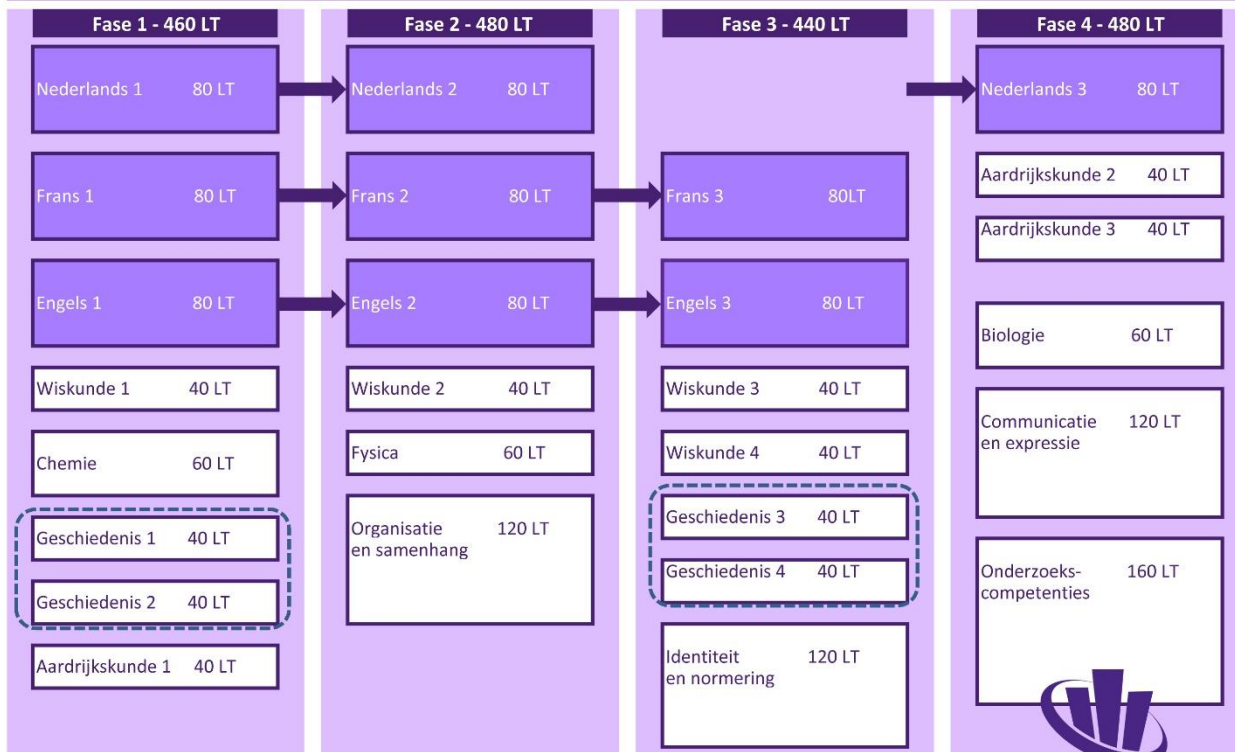 Fase 1 - 460 LT
Nederlands 1 80 LT
Frans 1 80 LT
Engels 1 80 LT
Wiskunde 1 40 LT
Chemie 60 LT
Geschiedenis 1 40 LT
Geschiedenis 2 40 LT
Aardrijkskunde 1 40 LT
Fase 2 - 480 LT
Nederlands 2 80 LT
Frans 2 80 LT
Engels 2 80 LT
Wiskunde 2 40 LT
Fysica 60 LT
Organisatie 120 LT
en samenhang
Fase 3 - 440 LT
Frans 3 80LT
Engels 3 80 LT
Wiskunde 3 40 LT
Wiskunde 4 40 LT
Geschiedenis 3 40 LT
Geschiedenis 4 40 LT
Identiteit 120 LT
en normering
Fase 4 - 480 LT
Nederlands 3 80 LT
Aardrijkskunde 2 40 LT
Aardrijkskunde 3 40 LT
Biologie 60 LT
Communicatie 120 LT
en expressie
Onderzoeks- 160 LT
competenties